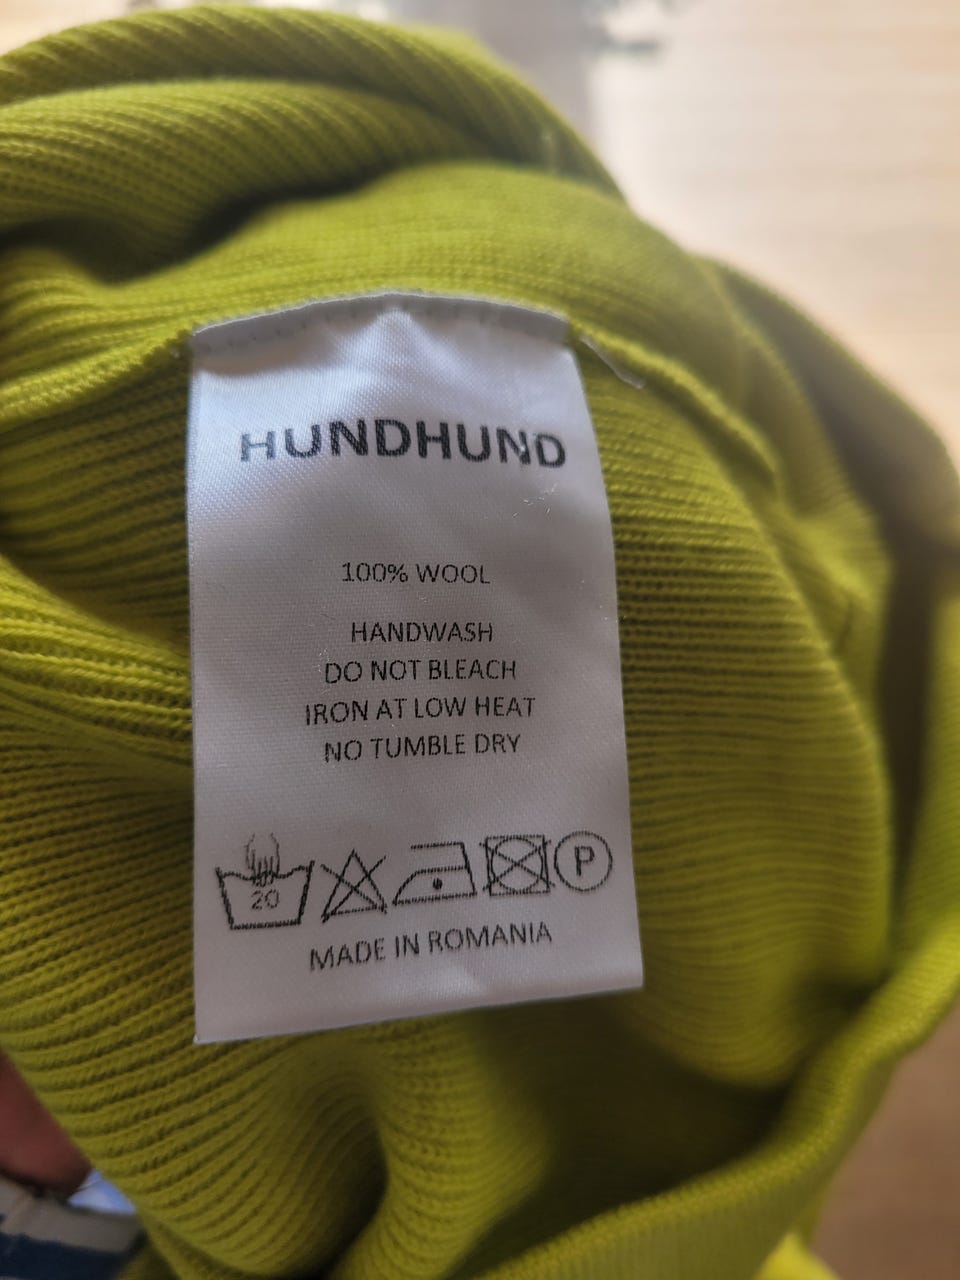 HUNDHUND
100% WOOL
HANDWASH
DO NOT BLEACH
IRON AT LOW HEAT
NO TUMBLE DRY
20
P
MADE IN ROMANIA